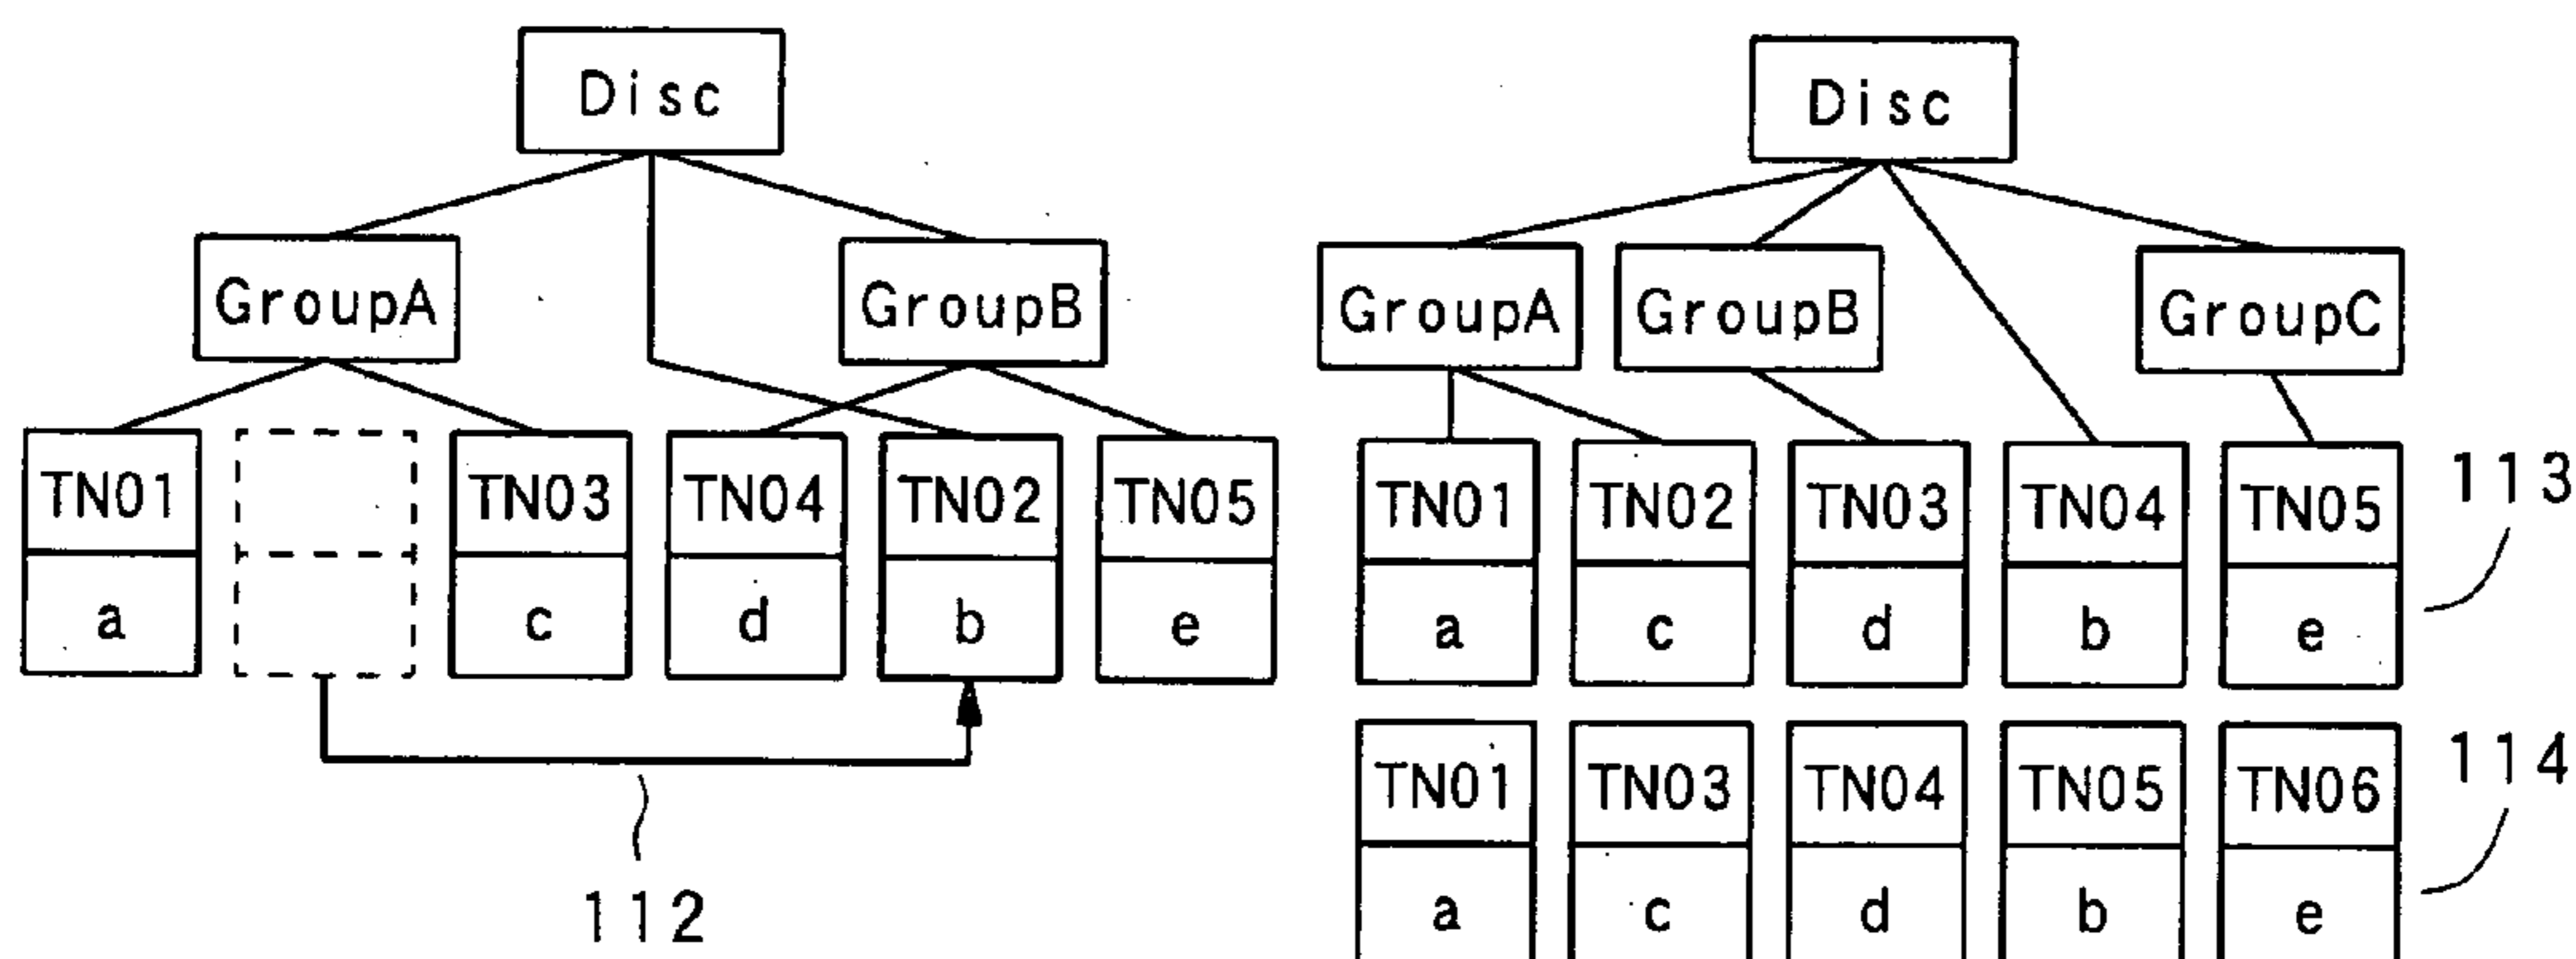 Disc
GroupA GroupB
TN01 TN03 TN04 TN02 TN05
a c d b e
112
Disc
GroupA GroupB GroupC
TN01 TN02 TN03 TN04 TN05 113
a c d b e
TN01 TN03 TN04 TN05 TN06 114
a c d b e